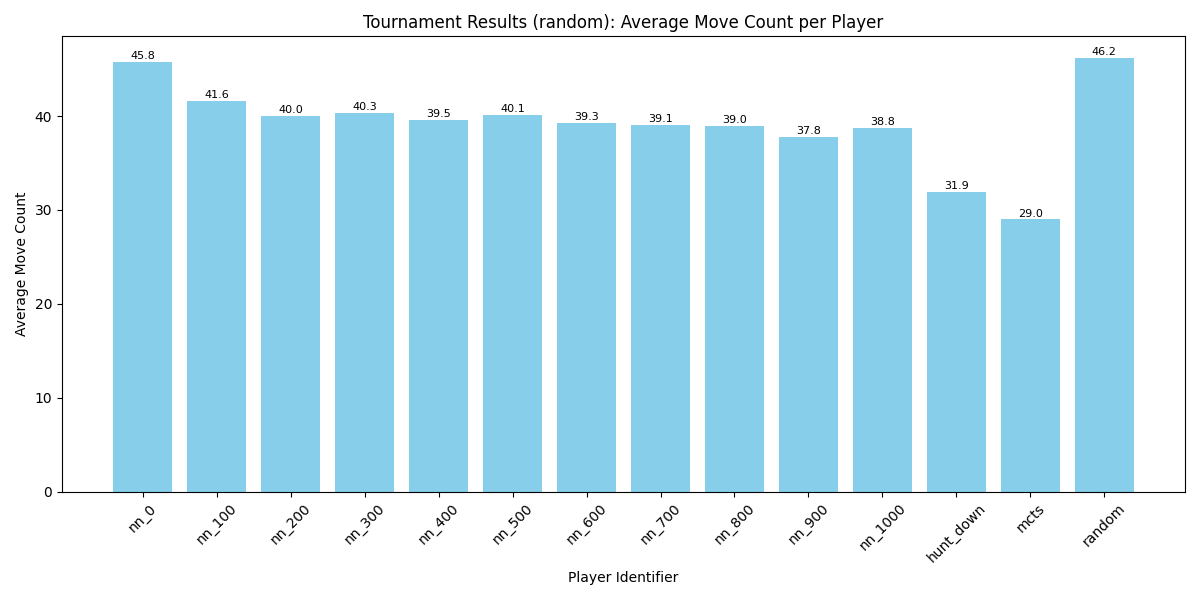 Tournament Results (random): Average Move Count per Player
45.8
41.6
40.0
40.3
39.5
40.1
39.3
39.1
39.0
37.8
38.8
31.9
29.0
46.2
Average Move Count
40
30
20
10
0
nn_0
nn_100
nn_200
nn_300
nn_400
nn_500
nn_600
nn_700
nn_800
nn_900
nn_1000
hunt_down
mcts
random
Player Identifier